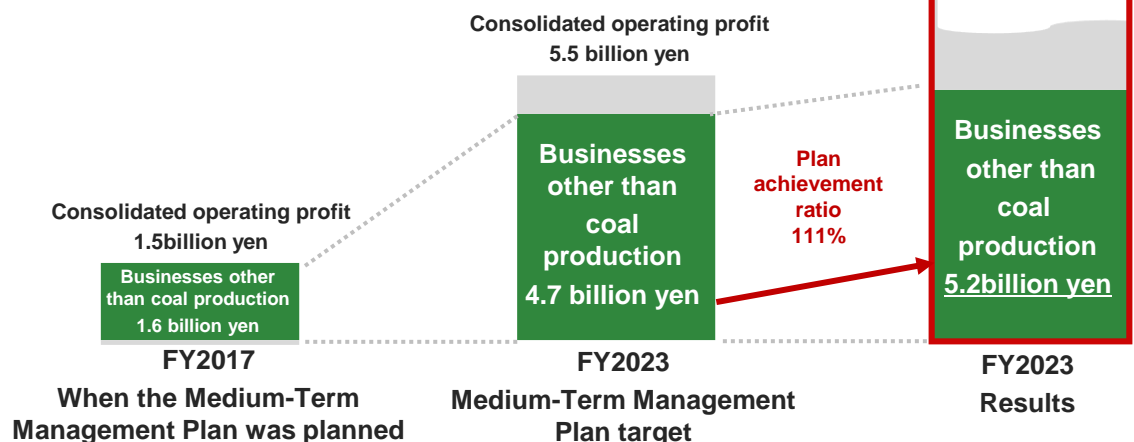 Consolidated operating profit
1.5billion yen
Businesses other
than coal production
1.6 billion yen
FY2017
When the Medium-Term
Management Plan was planned
Consolidated operating profit
5.5 billion yen
Businesses
other than
coal
production
4.7 billion yen
FY2023
Medium-Term Management
Plan target
Plan
achievement
ratio
111%
Businesses
other than
coal
production
5.2billion yen
FY2023
Results